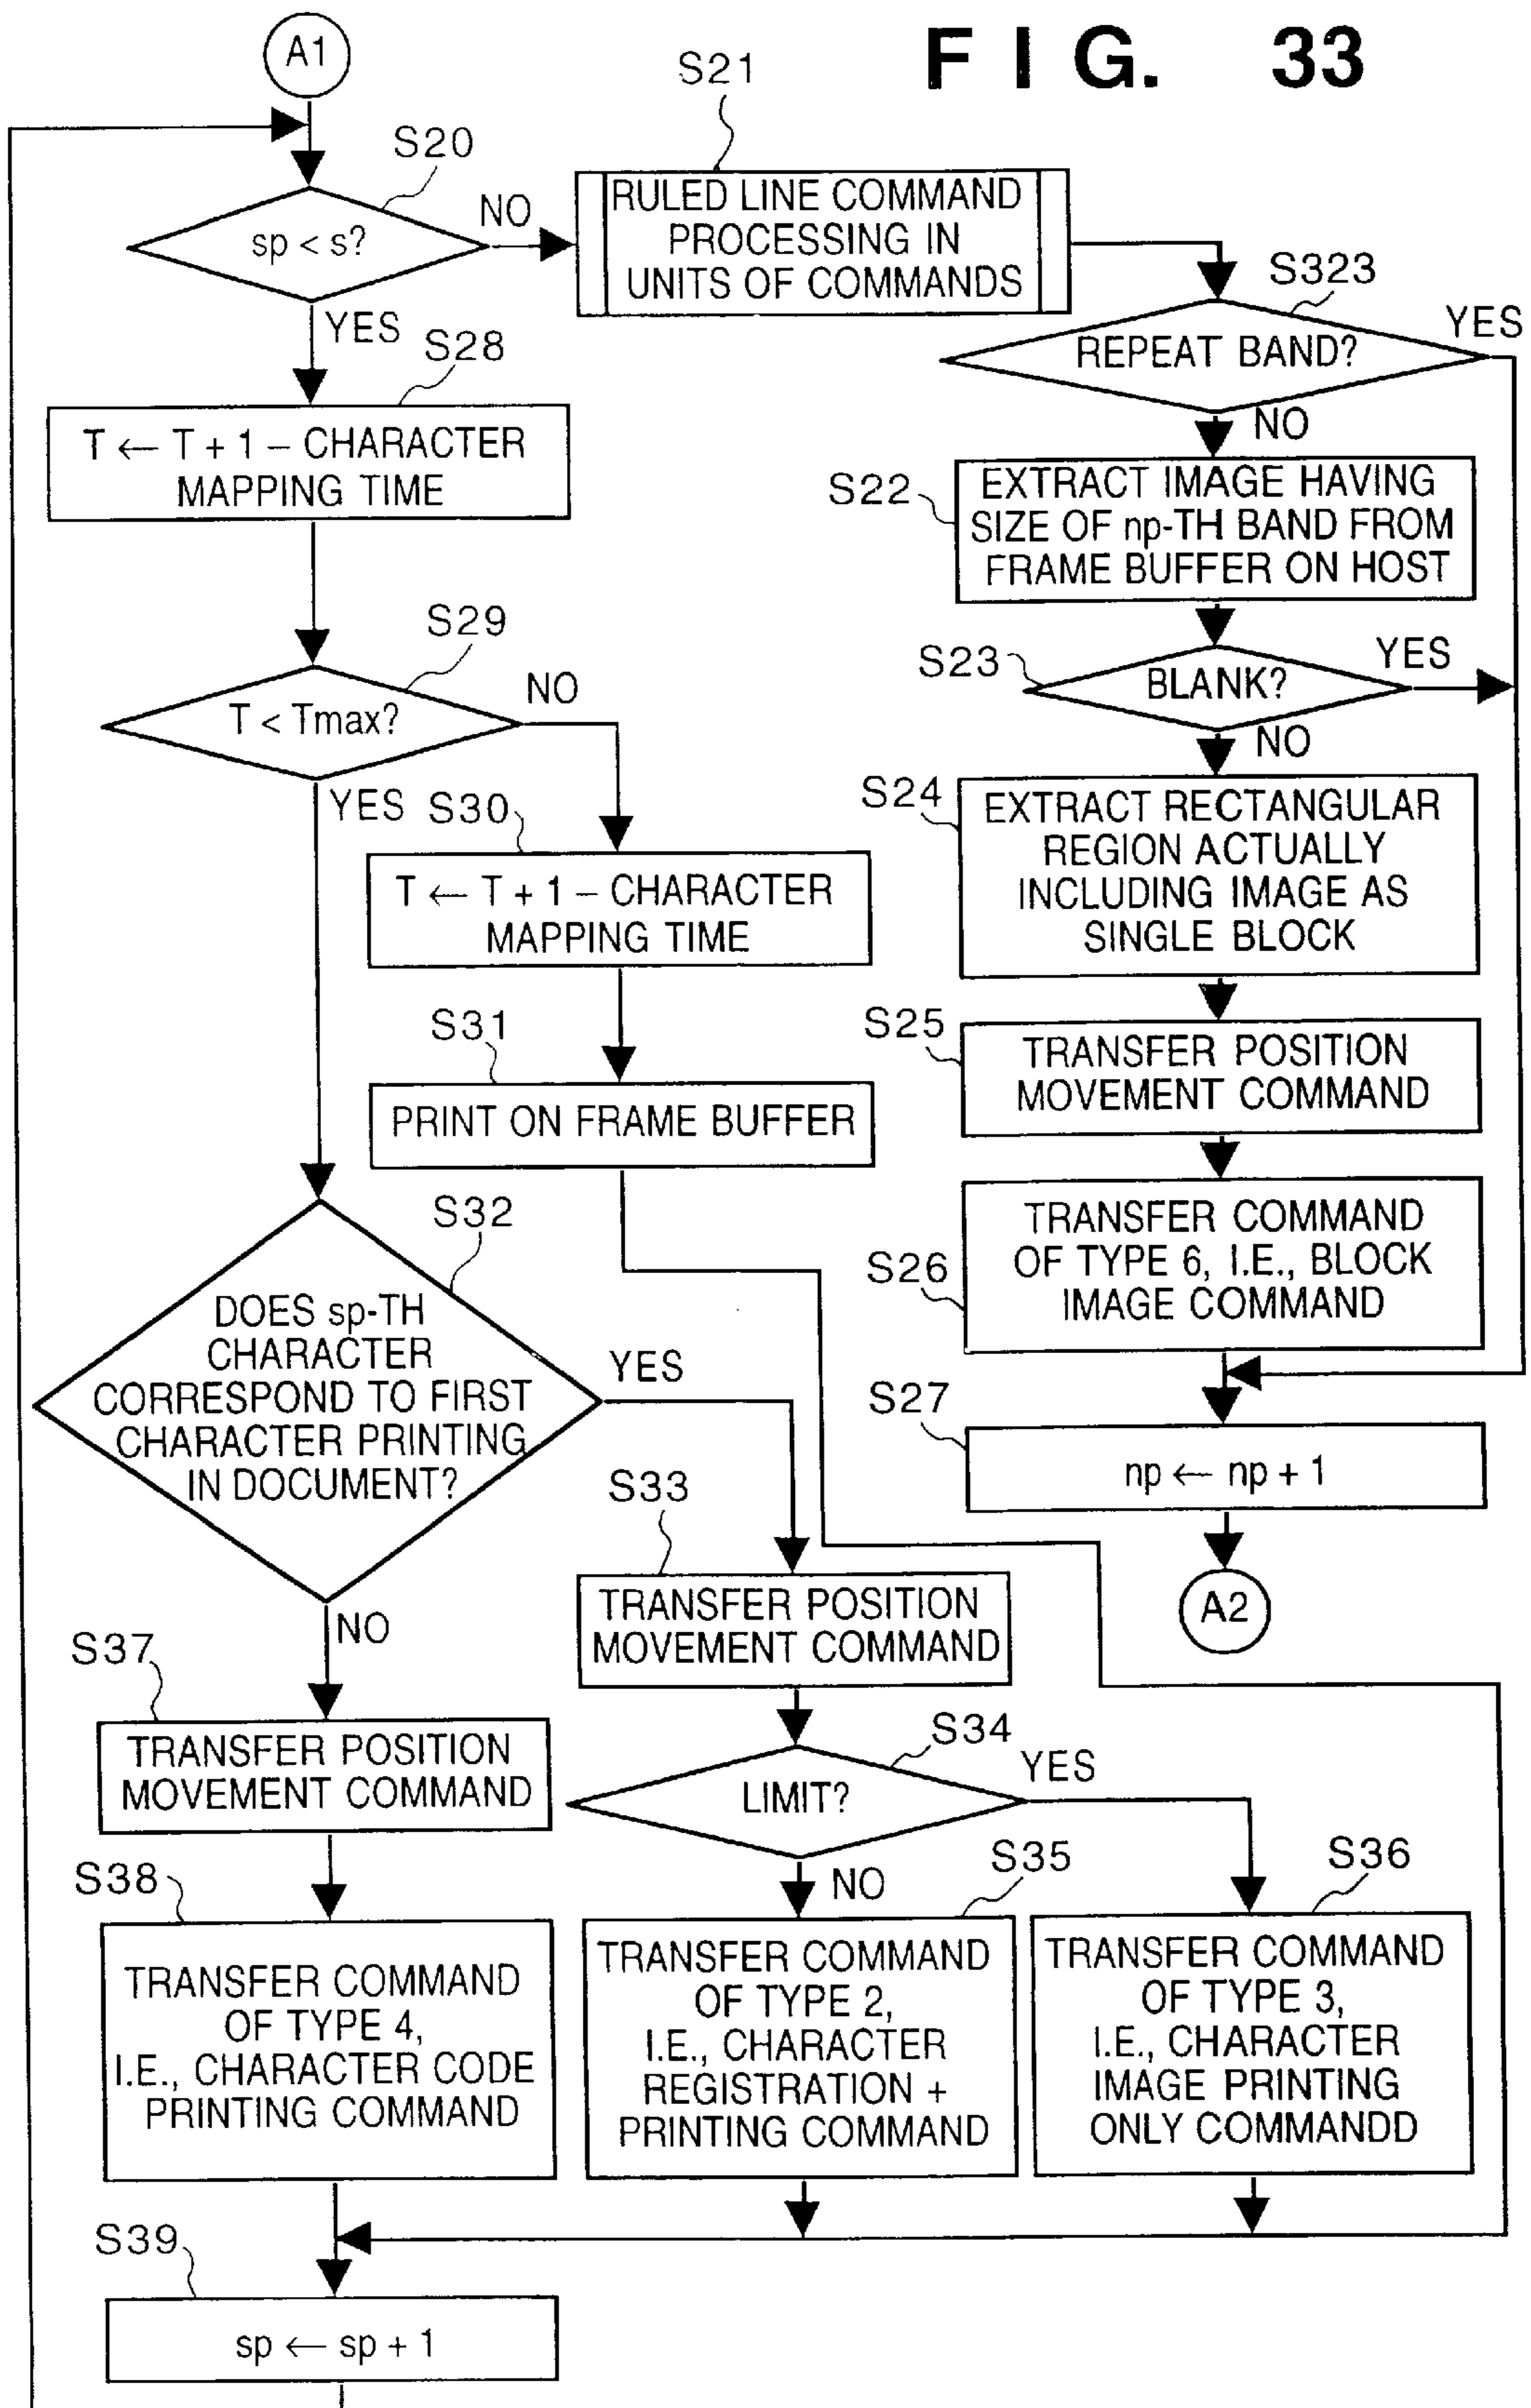 FIG. 33
A1
S20
sp < s?
NO
YES
S21
RULED LINE COMMAND
PROCESSING IN
UNITS OF COMMANDS
S323
REPEAT BAND?
YES
NO
S28
T ← T + 1 – CHARACTER
MAPPING TIME
S22
EXTRACT IMAGE HAVING
SIZE OF np-TH BAND FROM
FRAME BUFFER ON HOST
S29
T < Tmax?
NO
YES
S23
BLANK?
YES
NO
S30
T ← T + 1 – CHARACTER
MAPPING TIME
S24
EXTRACT RECTANGULAR
REGION ACTUALLY
INCLUDING IMAGE AS
SINGLE BLOCK
S31
PRINT ON FRAME BUFFER
S25
TRANSFER POSITION
MOVEMENT COMMAND
S32
DOES sp-TH
CHARACTER
CORRESPOND TO FIRST
CHARACTER PRINTING
IN DOCUMENT?
YES
NO
S26
TRANSFER COMMAND
OF TYPE 6, I.E., BLOCK
IMAGE COMMAND
S27
np ← np + 1
A2
S33
TRANSFER POSITION
MOVEMENT COMMAND
S37
TRANSFER POSITION
MOVEMENT COMMAND
S34
LIMIT?
YES
NO
S38
TRANSFER COMMAND
OF TYPE 4,
I.E., CHARACTER CODE
PRINTING COMMAND
S35
TRANSFER COMMAND
OF TYPE 2,
I.E., CHARACTER
REGISTRATION +
PRINTING COMMAND
S36
TRANSFER COMMAND
OF TYPE 3,
I.E., CHARACTER
IMAGE PRINTING
ONLY COMMANDD
S39
sp ← sp + 1